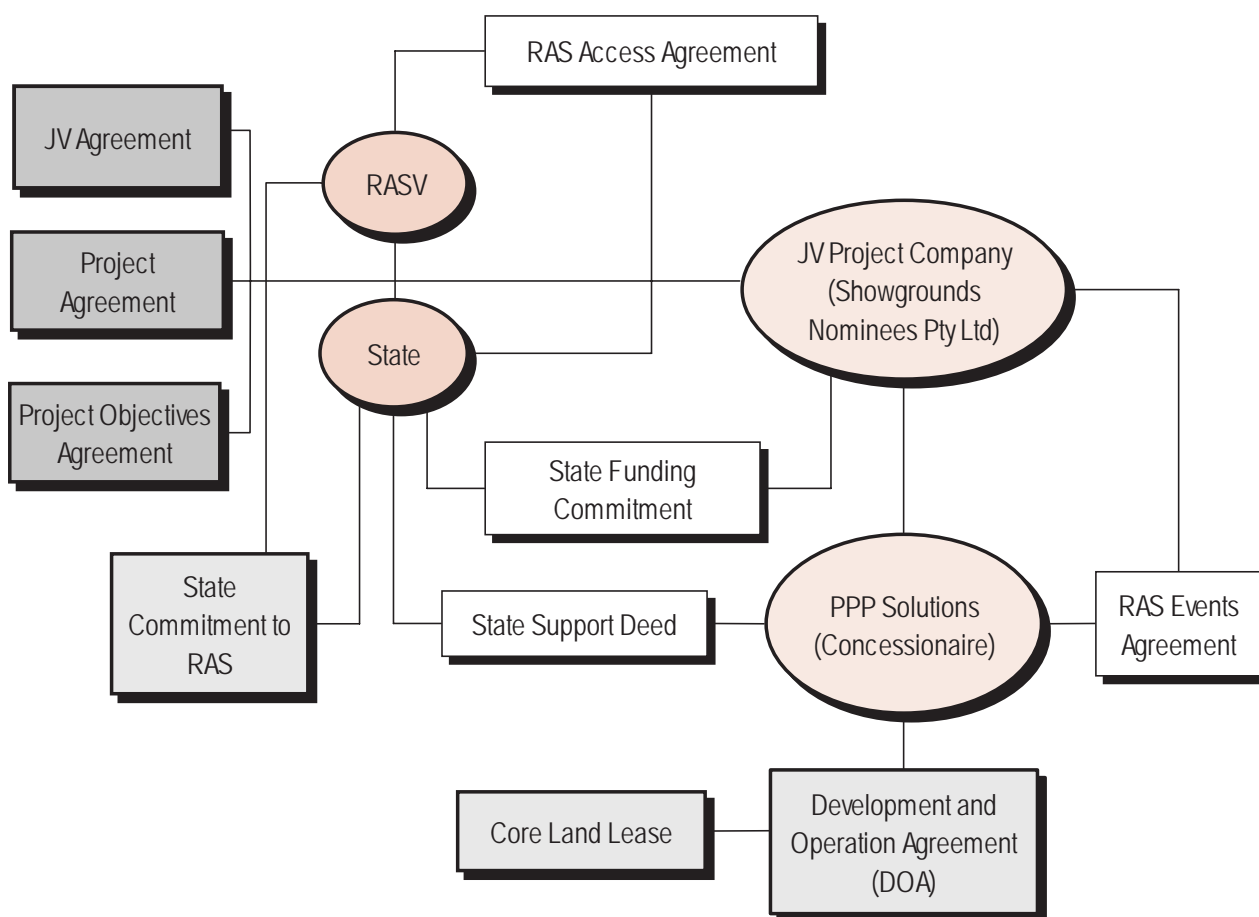 RAS Access Agreement
JV Agreement
RASV
Project
Agreement
JV Project Company
(Showgrounds
Nominees Pty Ltd)
State
Project Objectives
Agreement
State Funding
Commitment
State
Commitment to
RAS
State Support Deed
PPP Solutions
(Concessionaire)
RAS Events
Agreement
Core Land Lease
Development and
Operation Agreement
(DOA)